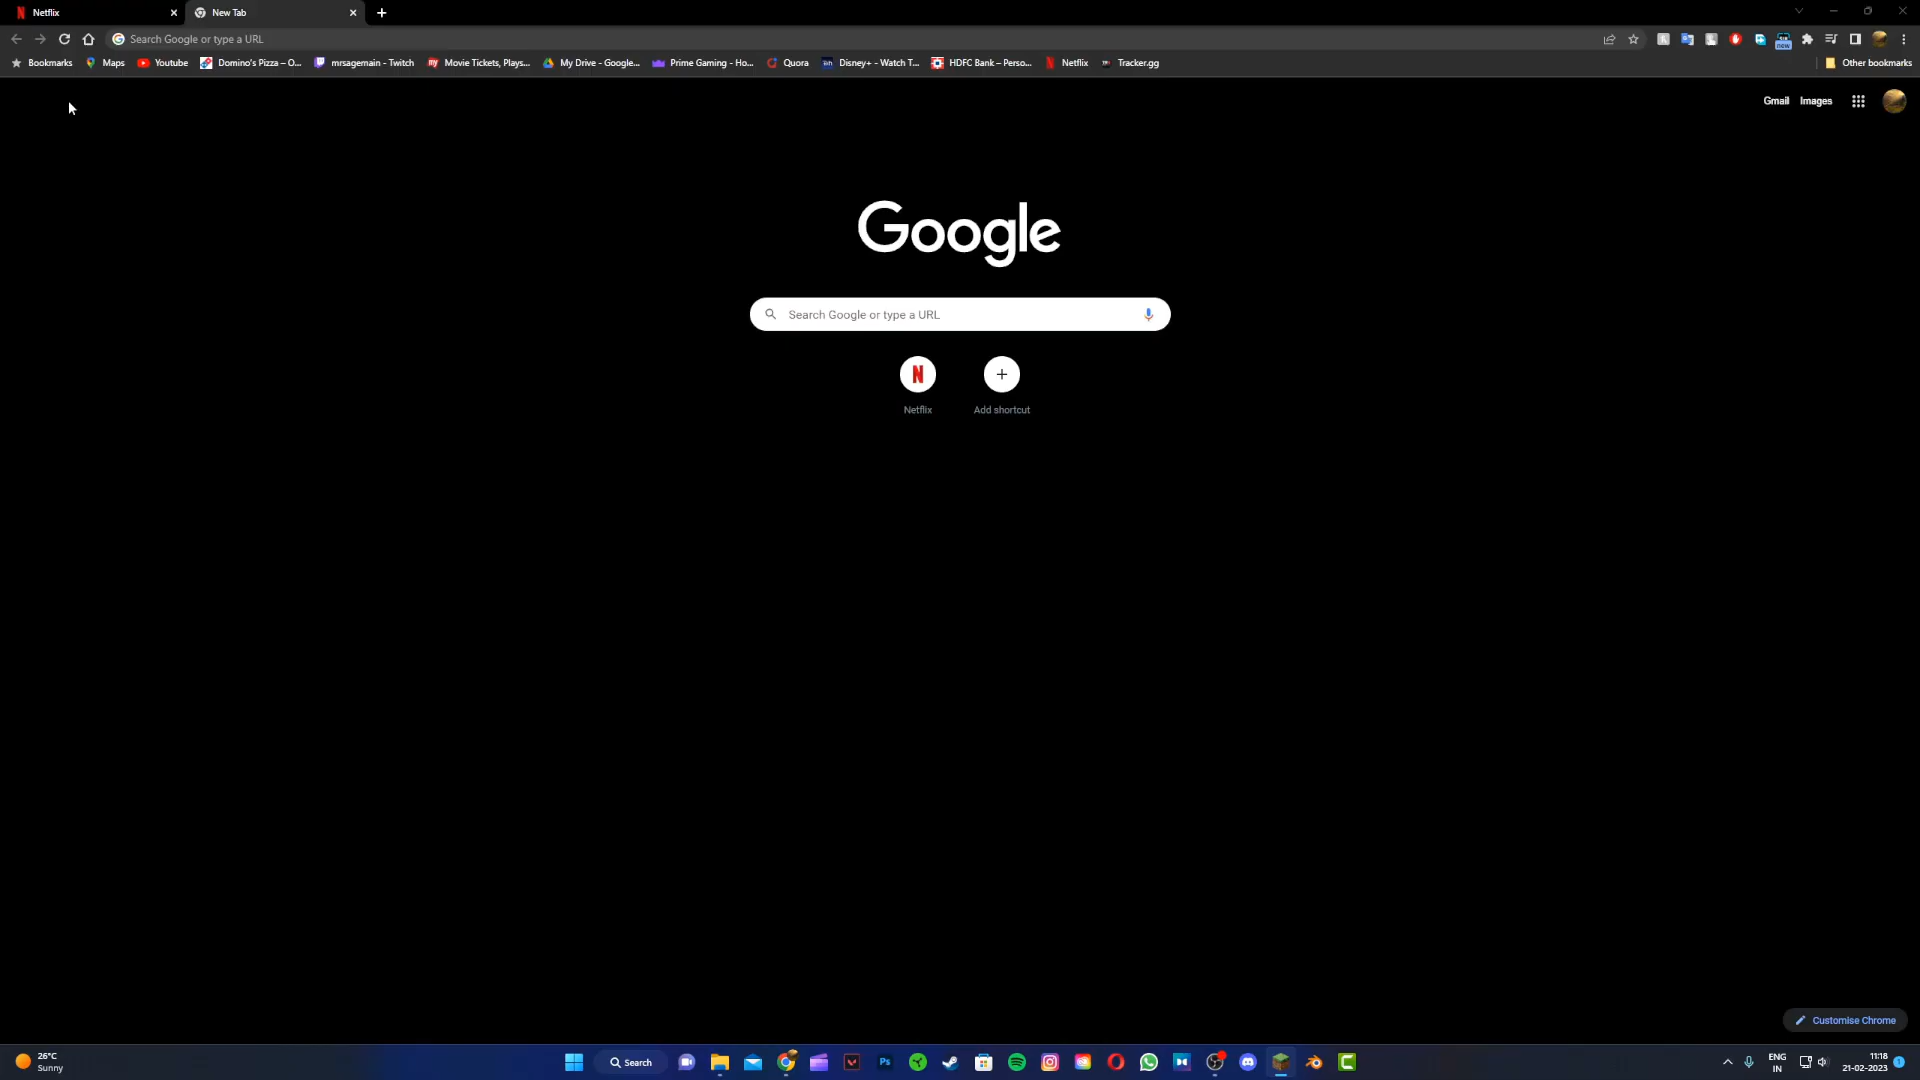 Netflix
New Tab
Search Google or type a URL
Bookmarks Maps Youtube Domino's Pizza – O... mrsagemain - Twitch Movie Tickets, Plays... My Drive - Google... Prime Gaming - Ho... Quora Disney+ - Watch T... HDFC Bank – Perso... Netflix Tracker.gg Other bookmarks
Gmail Images
Google
Search Google or type a URL
Netflix Add shortcut
Customise Chrome
26°C
Sunny
Search
ENG
IN
11:18
21-02-2023
1